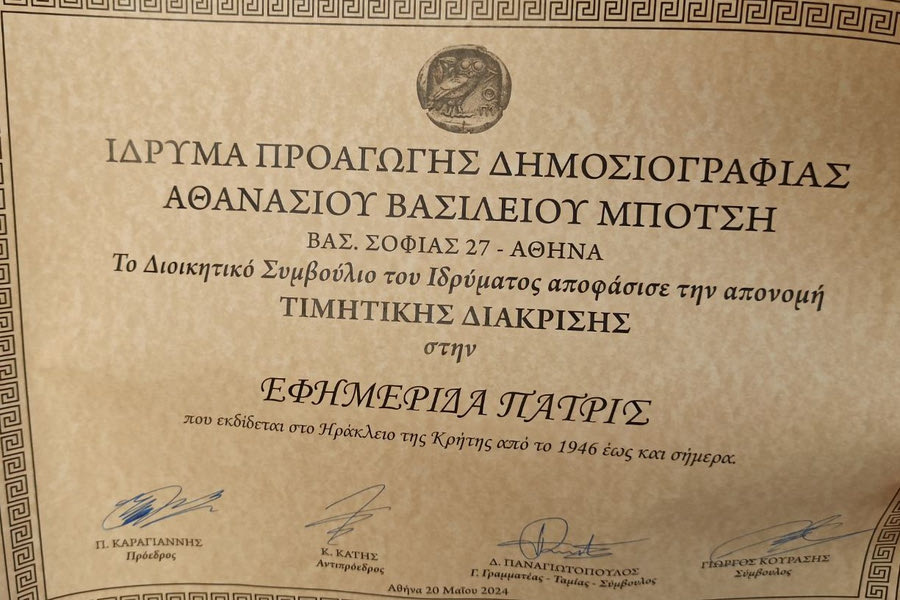 ΙΔΡΥΜΑ ΠΡΟΑΓΩΓΗΣ ΔΗΜΟΣΙΟΓΡΑΦΙΑΣ
ΑΘΑΝΑΣΙΟΥ ΒΑΣΙΛΕΙΟΥ ΜΠΟΤΣΗ
ΒΑΣ. ΣΟΦΙΑΣ 27 - ΑΘΗΝΑ
Το Διοικητικό Συμβούλιο του Ιδρύματος αποφάσισε την απονομή
ΤΙΜΗΤΙΚΗΣ ΔΙΑΚΡΙΣΗΣ
στην
ΕΦΗΜΕΡΙΔΑ ΠΑΤΡΙΣ
που εκδίδεται στο Ηράκλειο της Κρήτης από το 1946 έως και σήμερα.
Π. ΚΑΡΑΓΙΑΝΝΗΣ
Πρόεδρος
Κ. ΚΑΤΗΣ
Αντιπρόεδρος
Δ. ΠΑΝΑΓΙΩΤΟΠΟΥΛΟΣ
Γ. Γραμματέας - Ταμίας - Σύμβουλος
ΓΙΩΡΓΟΣ ΚΟΥΡΑΣΗΣ
Σύμβουλος
Αθήνα 20 Μαΐου 2024